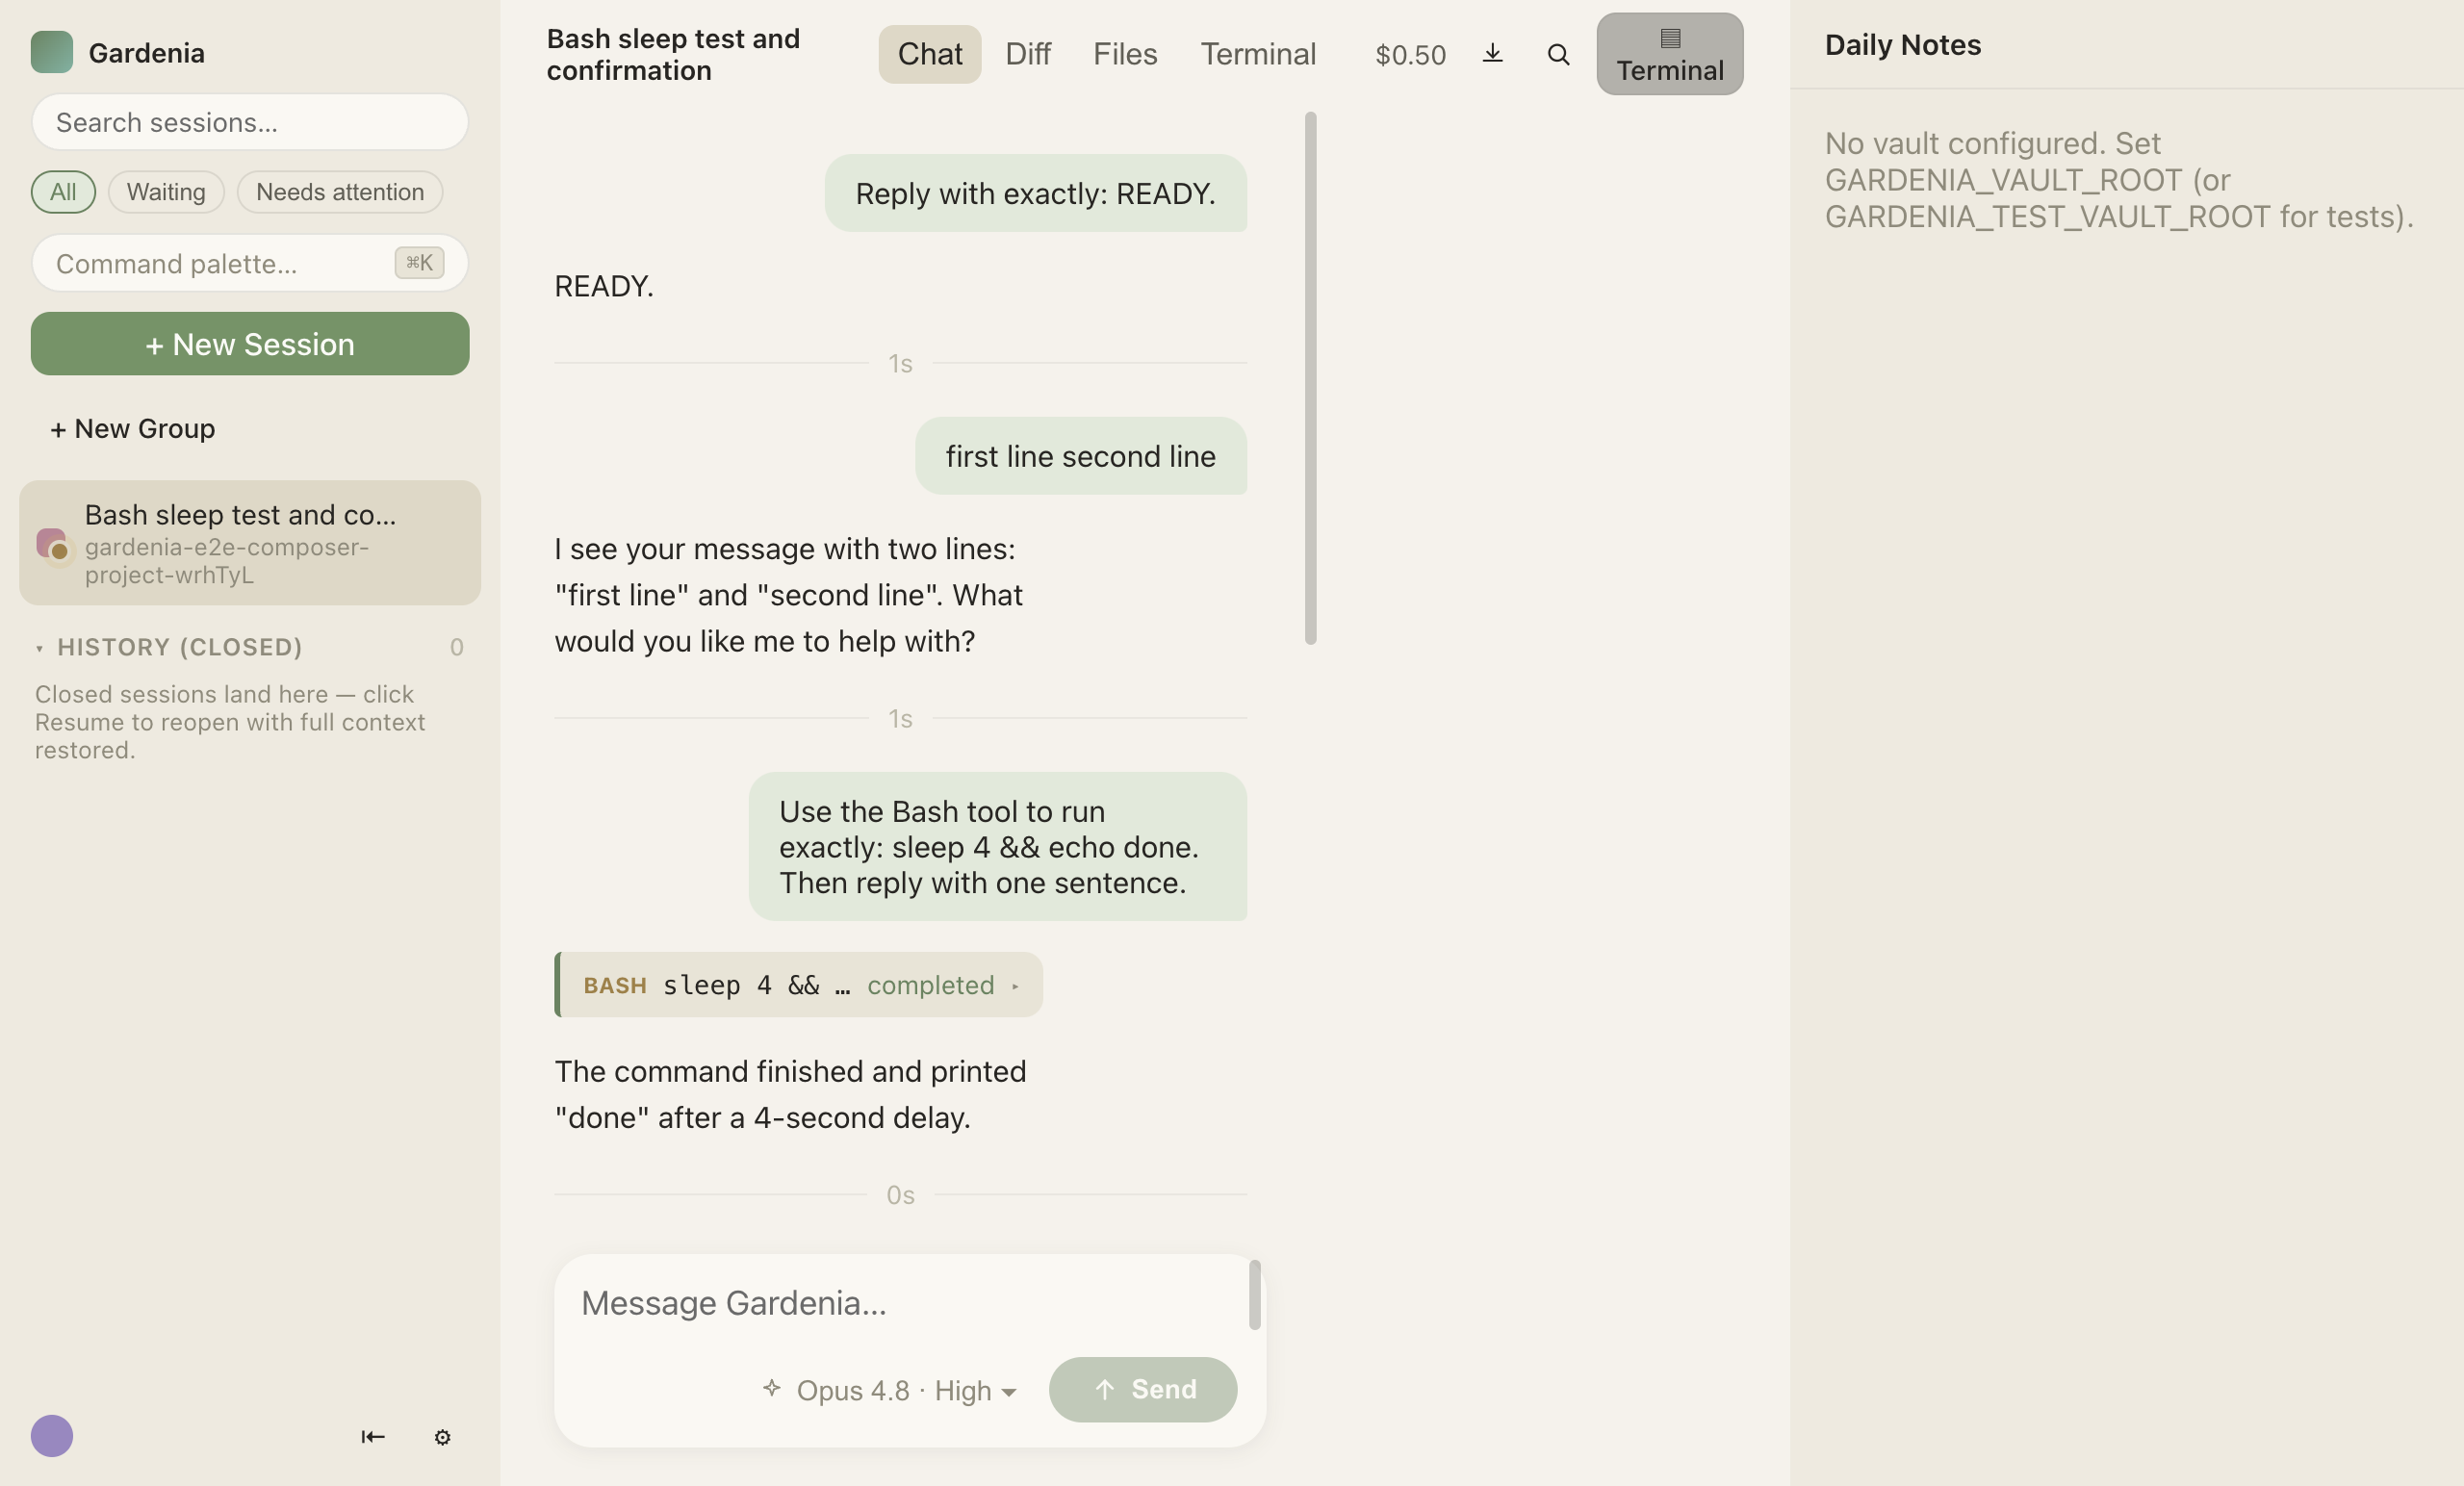 Gardenia
Search sessions...
All
Waiting
Needs attention
Command palette...
⌘K
+ New Session
+ New Group
Bash sleep test and co...
gardenia-e2e-composer-
project-wrhTyL
HISTORY (CLOSED)
0
Closed sessions land here — click
Resume to reopen with full context
restored.
Bash sleep test and
confirmation
Chat
Diff
Files
Terminal
$0.50
Terminal
Reply with exactly: READY.
READY.
1s
first line second line
I see your message with two lines:
"first line" and "second line". What
would you like me to help with?
1s
Use the Bash tool to run
exactly: sleep 4 && echo done.
Then reply with one sentence.
BASH sleep 4 && … completed
The command finished and printed
"done" after a 4-second delay.
0s
Message Gardenia...
Opus 4.8 · High
Send
Daily Notes
No vault configured. Set
GARDENIA_VAULT_ROOT (or
GARDENIA_TEST_VAULT_ROOT for tests).